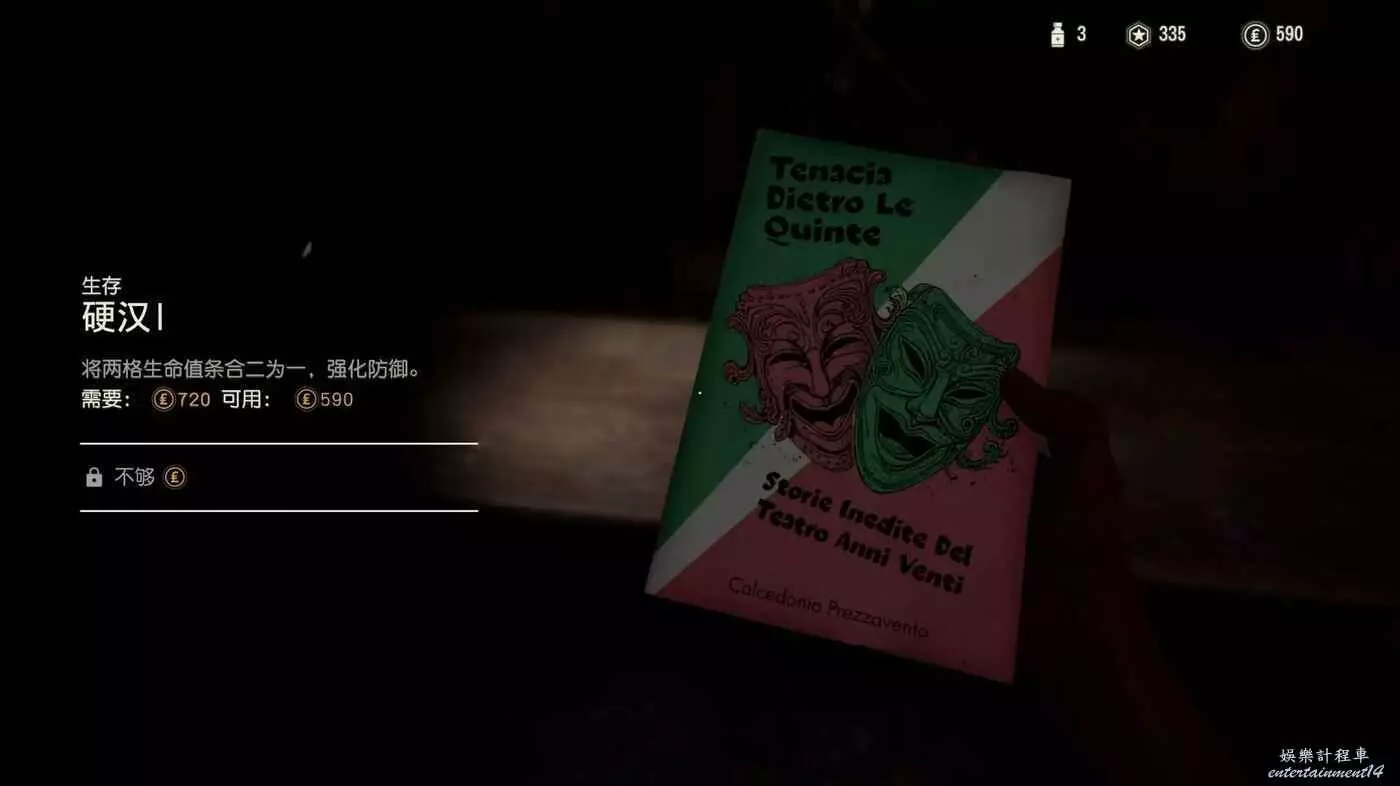 3 335 £ 590
生存
硬汉 I
将两格生命值条合二为一，强化防御。
需要： £720 可用： £590
不够 £
Tenacia
Dietro Le
Quinte
Storie Inedite Del
Teatro Anni Venti
Calcedonio Prezzavento
娛樂計程車
entertainment14